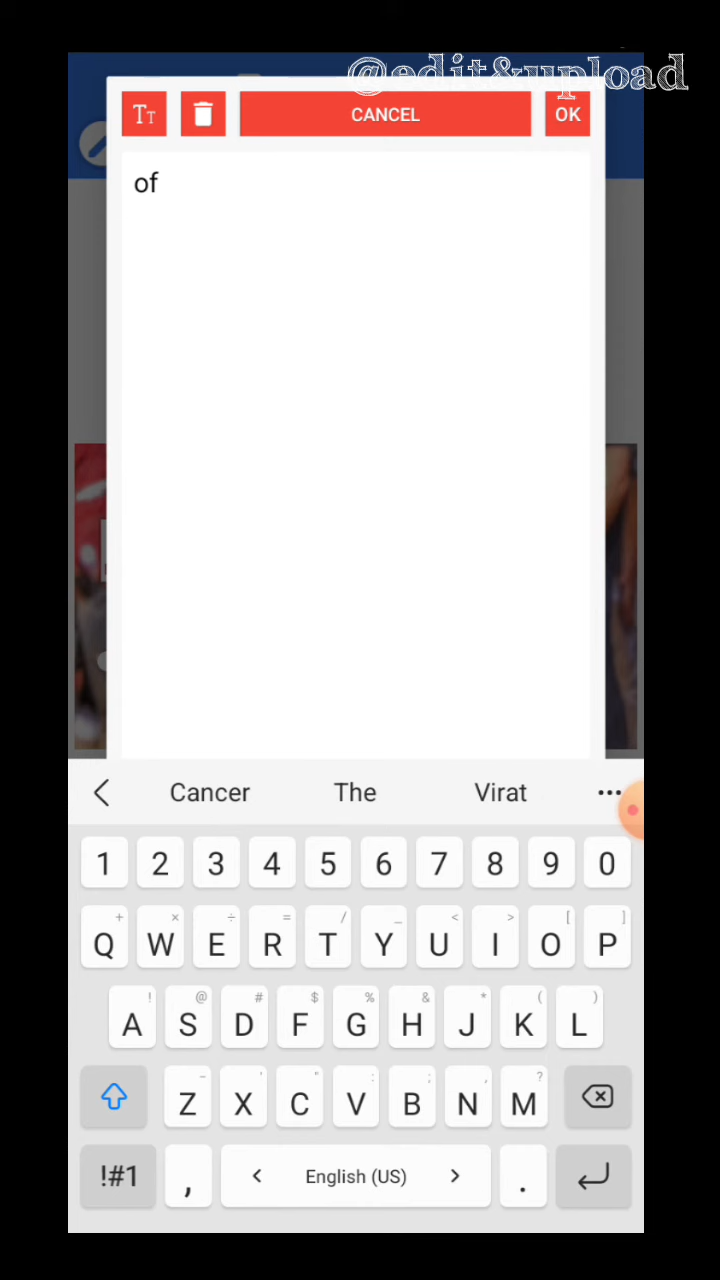 @edit&upload
TT CANCEL OK
of
Cancer The Virat ...
1 2 3 4 5 6 7 8 9 0
+ × ÷ = / _ < > [ ]
Q W E R T Y U I O P
! @ # $ % & * ( )
A S D F G H J K L
- ' " : ; , ?
Z X C V B N M
!#1 , < English (US) > .